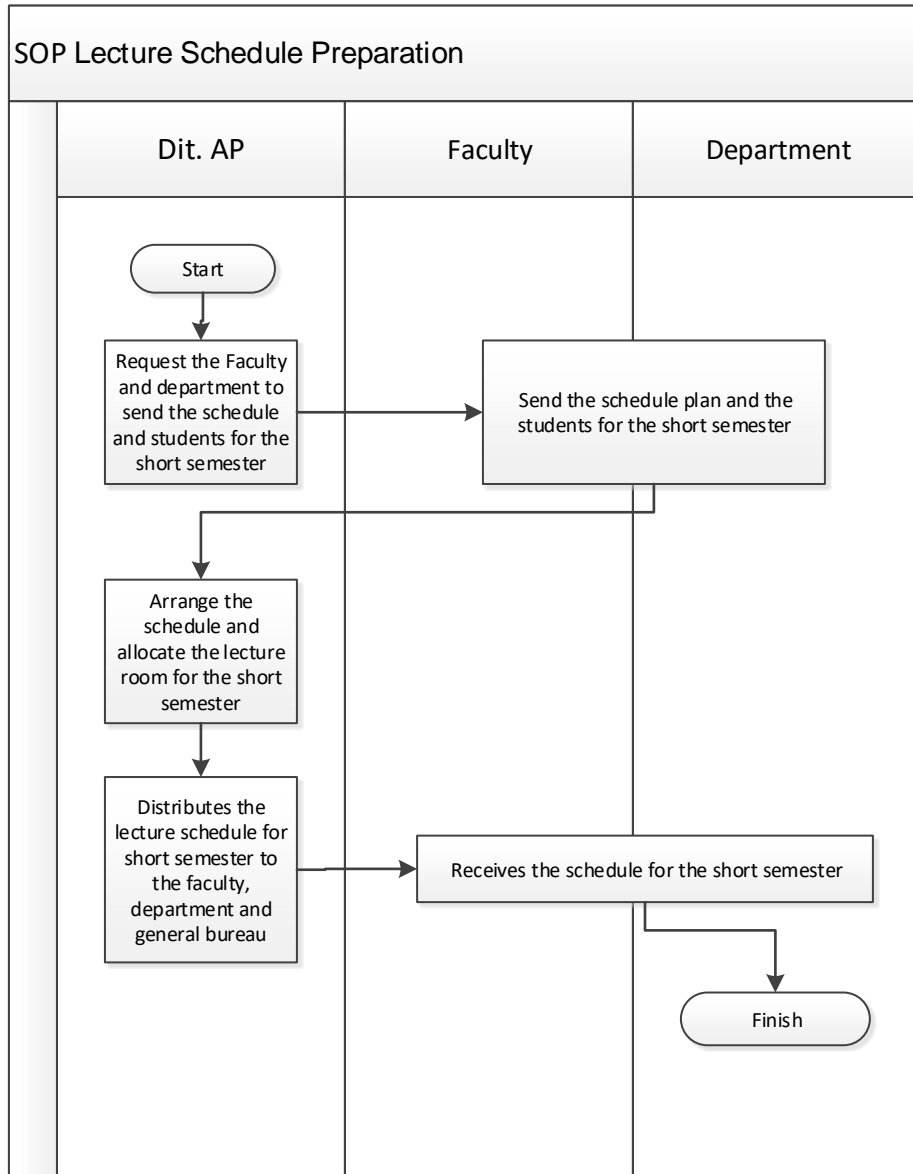 SOP Lecture Schedule Preparation
Dit. AP
Faculty
Department
Start
Request the Faculty
and department to
send the schedule
and students for the
short semester
Send the schedule plan and the
students for the short semester
Arrange the
schedule and
allocate the lecture
room for the short
semester
Distributes the
lecture schedule for
short semester to
the faculty,
department and
general bureau
Receives the schedule for the short semester
Finish